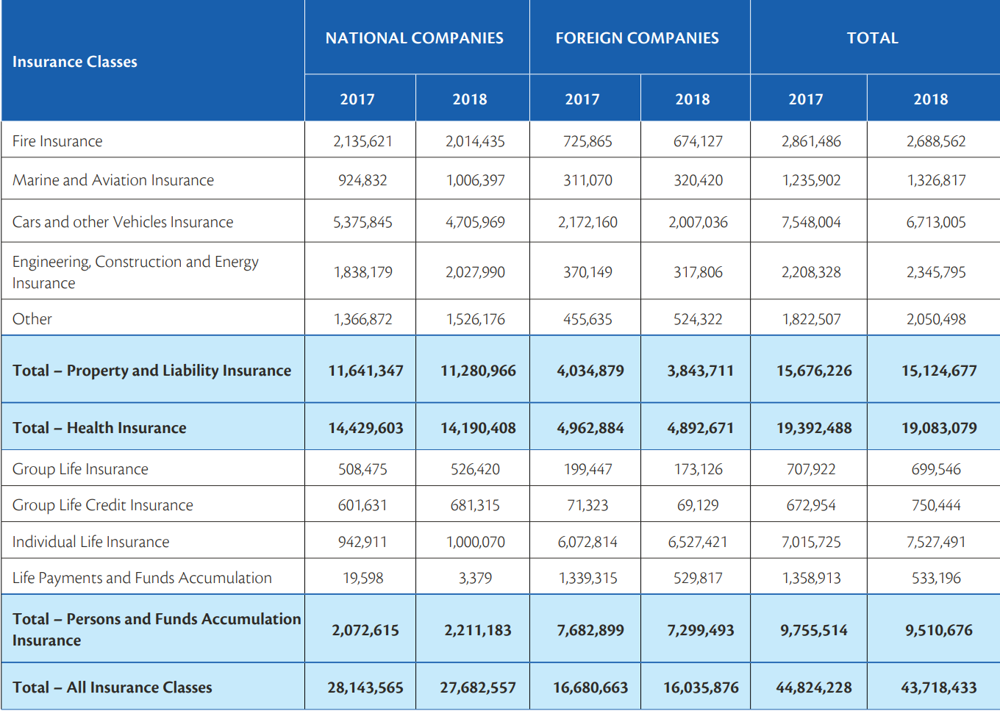 Insurance Classes NATIONAL COMPANIES FOREIGN COMPANIES TOTAL
2017 2018 2017 2018 2017 2018
Fire Insurance 2,135,621 2,014,435 725,865 674,127 2,861,486 2,688,562
Marine and Aviation Insurance 924,832 1,006,397 311,070 320,420 1,235,902 1,326,817
Cars and other Vehicles Insurance 5,375,845 4,705,969 2,172,160 2,007,036 7,548,004 6,713,005
Engineering, Construction and Energy
Insurance 1,838,179 2,027,990 370,149 317,806 2,208,328 2,345,795
Other 1,366,872 1,526,176 455,635 524,322 1,822,507 2,050,498
Total – Property and Liability Insurance 11,641,347 11,280,966 4,034,879 3,843,711 15,676,226 15,124,677
Total – Health Insurance 14,429,603 14,190,408 4,962,884 4,892,671 19,392,488 19,083,079
Group Life Insurance 508,475 526,420 199,447 173,126 707,922 699,546
Group Life Credit Insurance 601,631 681,315 71,323 69,129 672,954 750,444
Individual Life Insurance 942,911 1,000,070 6,072,814 6,527,421 7,015,725 7,527,491
Life Payments and Funds Accumulation 19,598 3,379 1,339,315 529,817 1,358,913 533,196
Total – Persons and Funds Accumulation
Insurance 2,072,615 2,211,183 7,682,899 7,299,493 9,755,514 9,510,676
Total – All Insurance Classes 28,143,565 27,682,557 16,680,663 16,035,876 44,824,228 43,718,433